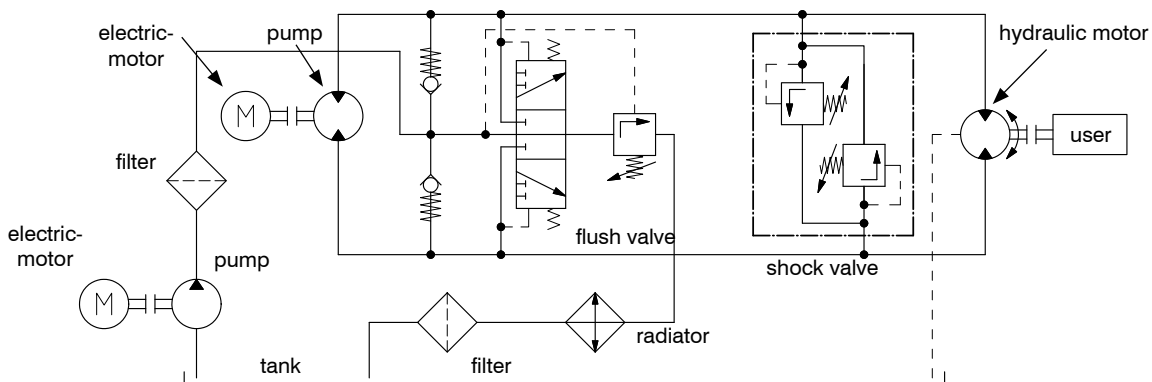 electric-
motor
pump
hydraulic motor
M
user
filter
electric-
motor
flush valve
pump
shock valve
M
radiator
tank
filter